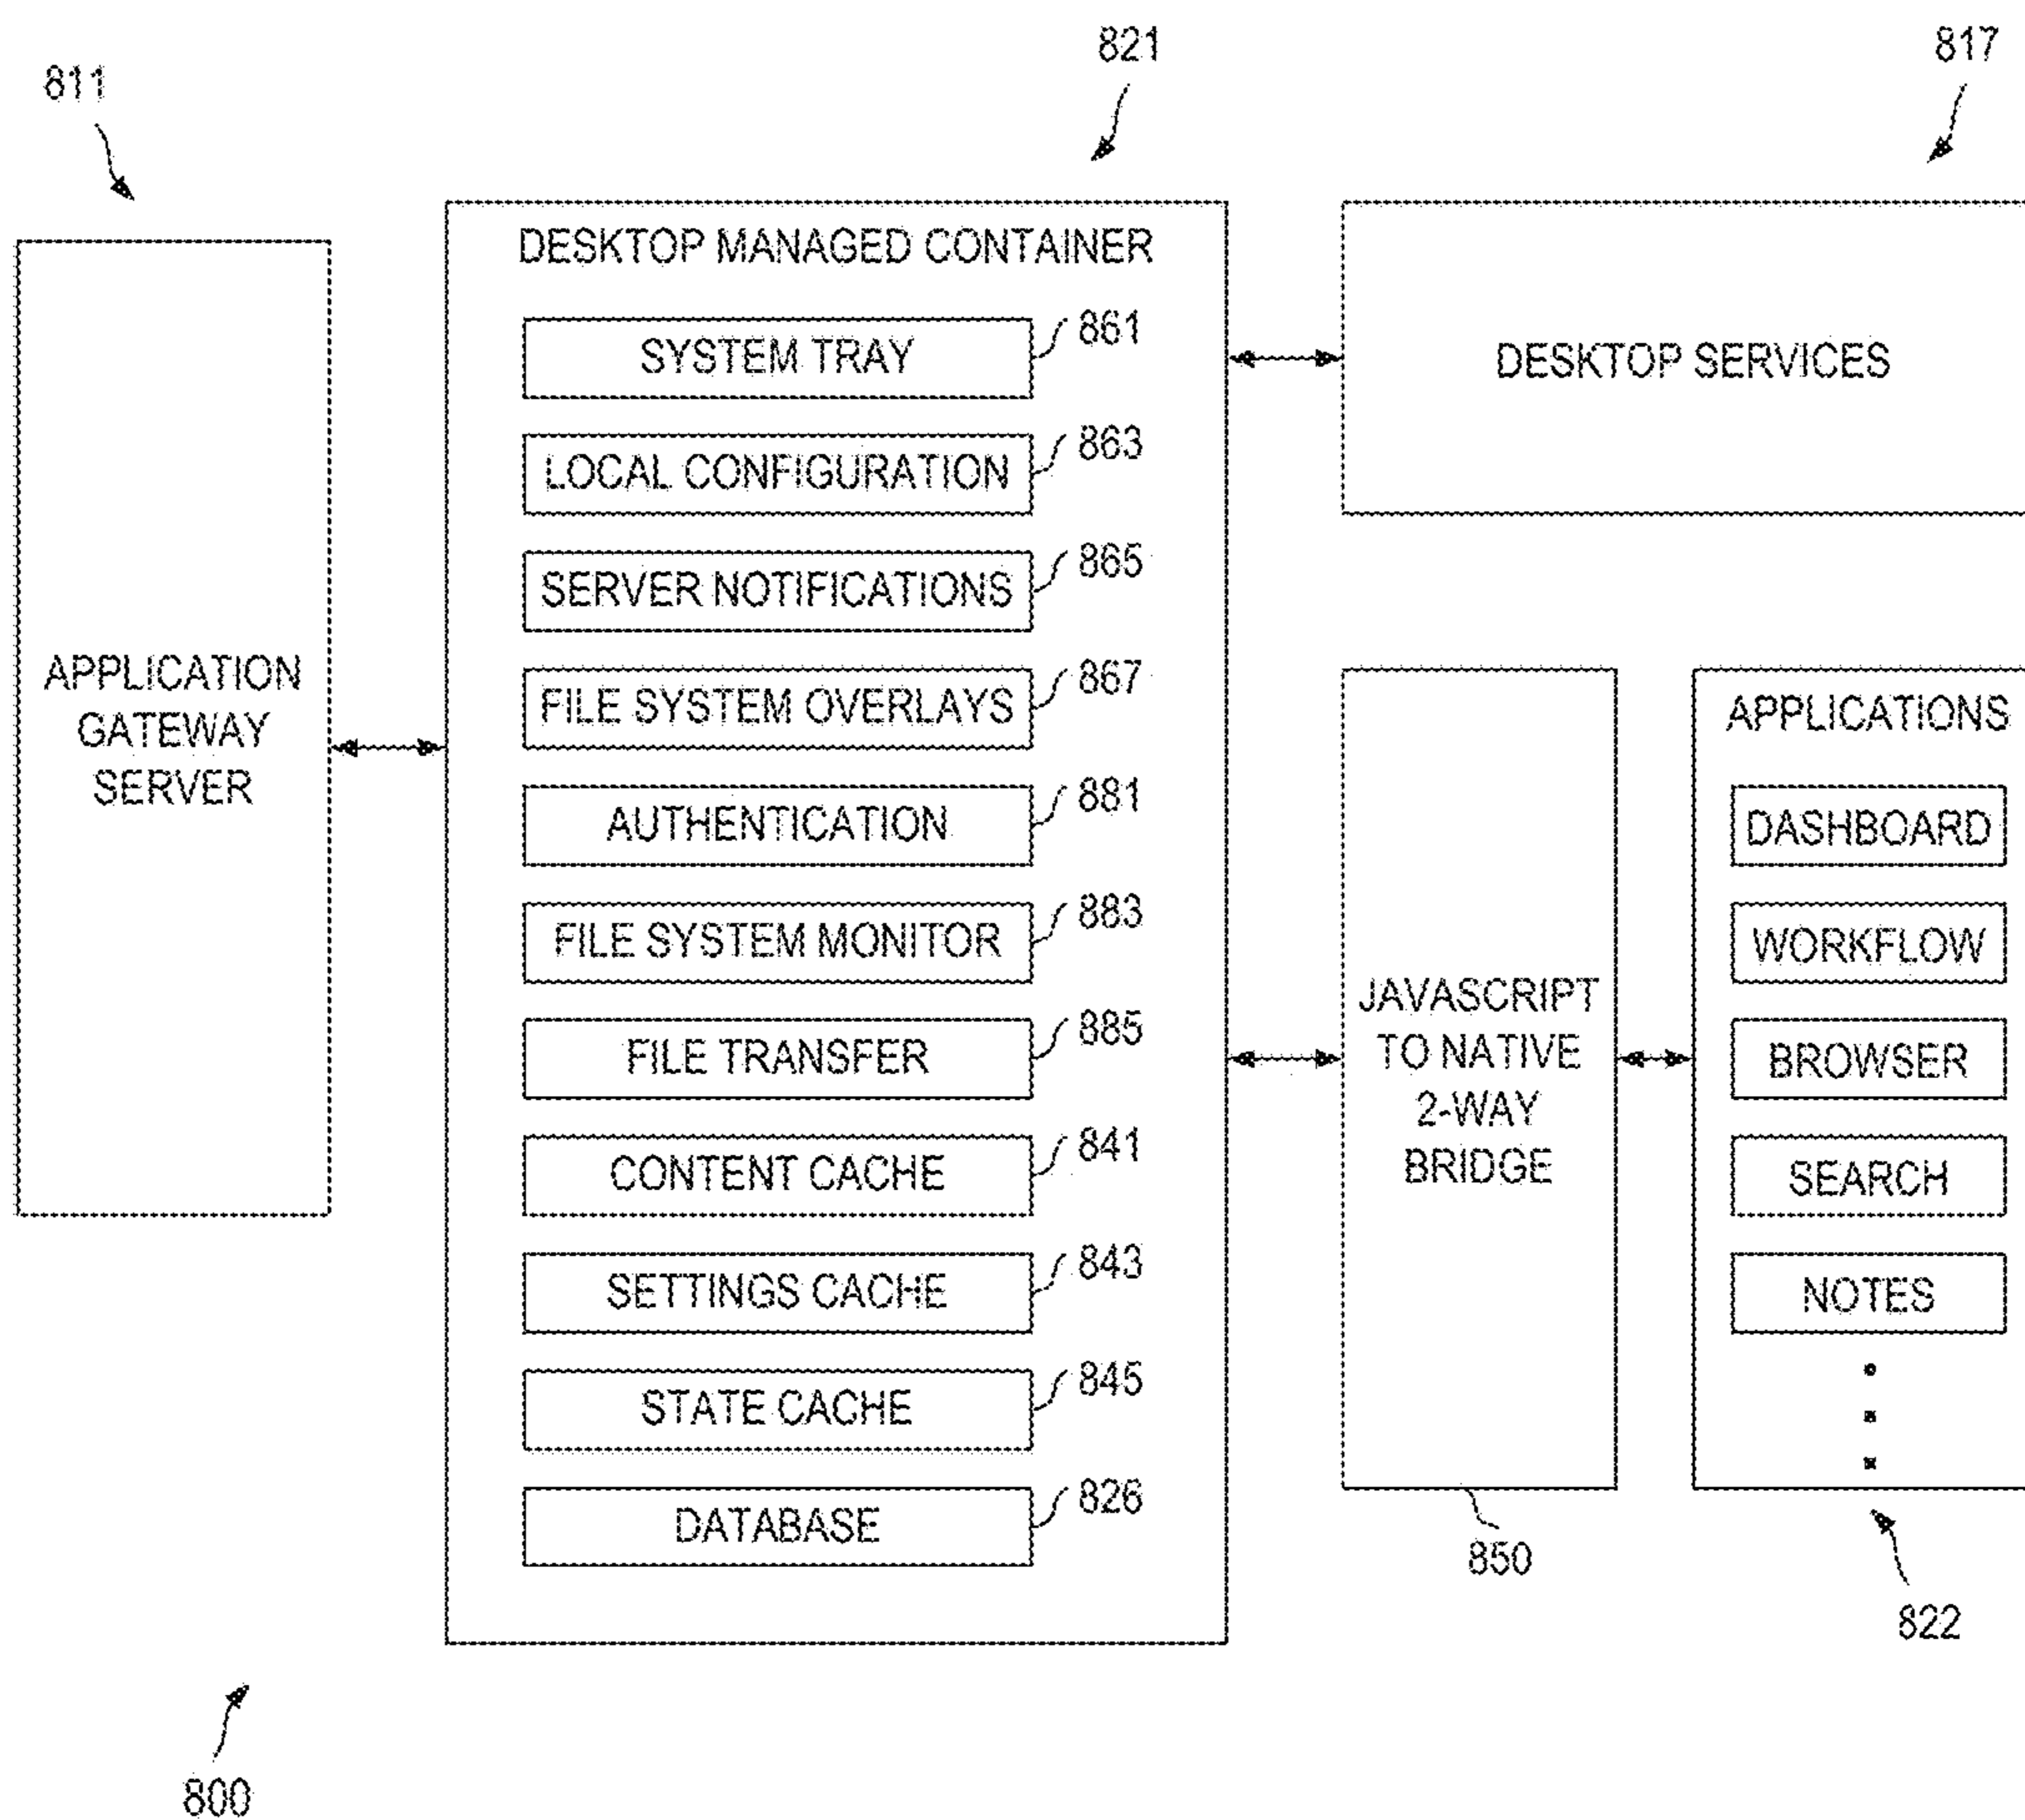 821
817
811
DESKTOP MANAGED CONTAINER
SYSTEM TRAY
861
LOCAL CONFIGURATION
863
SERVER NOTIFICATIONS
865
FILE SYSTEM OVERLAYS
867
AUTHENTICATION
881
FILE SYSTEM MONITOR
883
FILE TRANSFER
885
CONTENT CACHE
841
SETTINGS CACHE
843
STATE CACHE
845
DATABASE
826
APPLICATION
GATEWAY
SERVER
DESKTOP SERVICES
JAVASCRIPT
TO NATIVE
2-WAY
BRIDGE
850
APPLICATIONS
DASHBOARD
WORKFLOW
BROWSER
SEARCH
NOTES
822
800